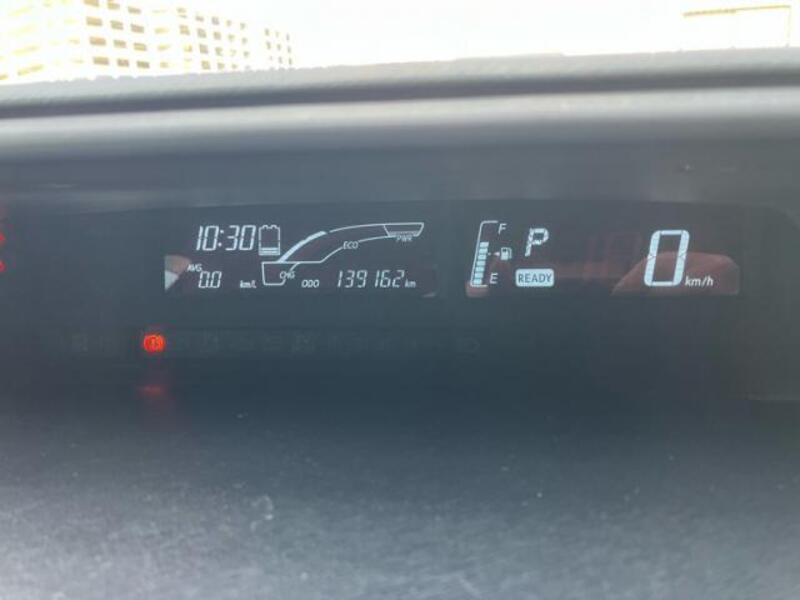 10:30
ECO
PWR
CHG
AVG
0.0 km/L
ODO 139162 km
F
E
P
READY
0 km/h